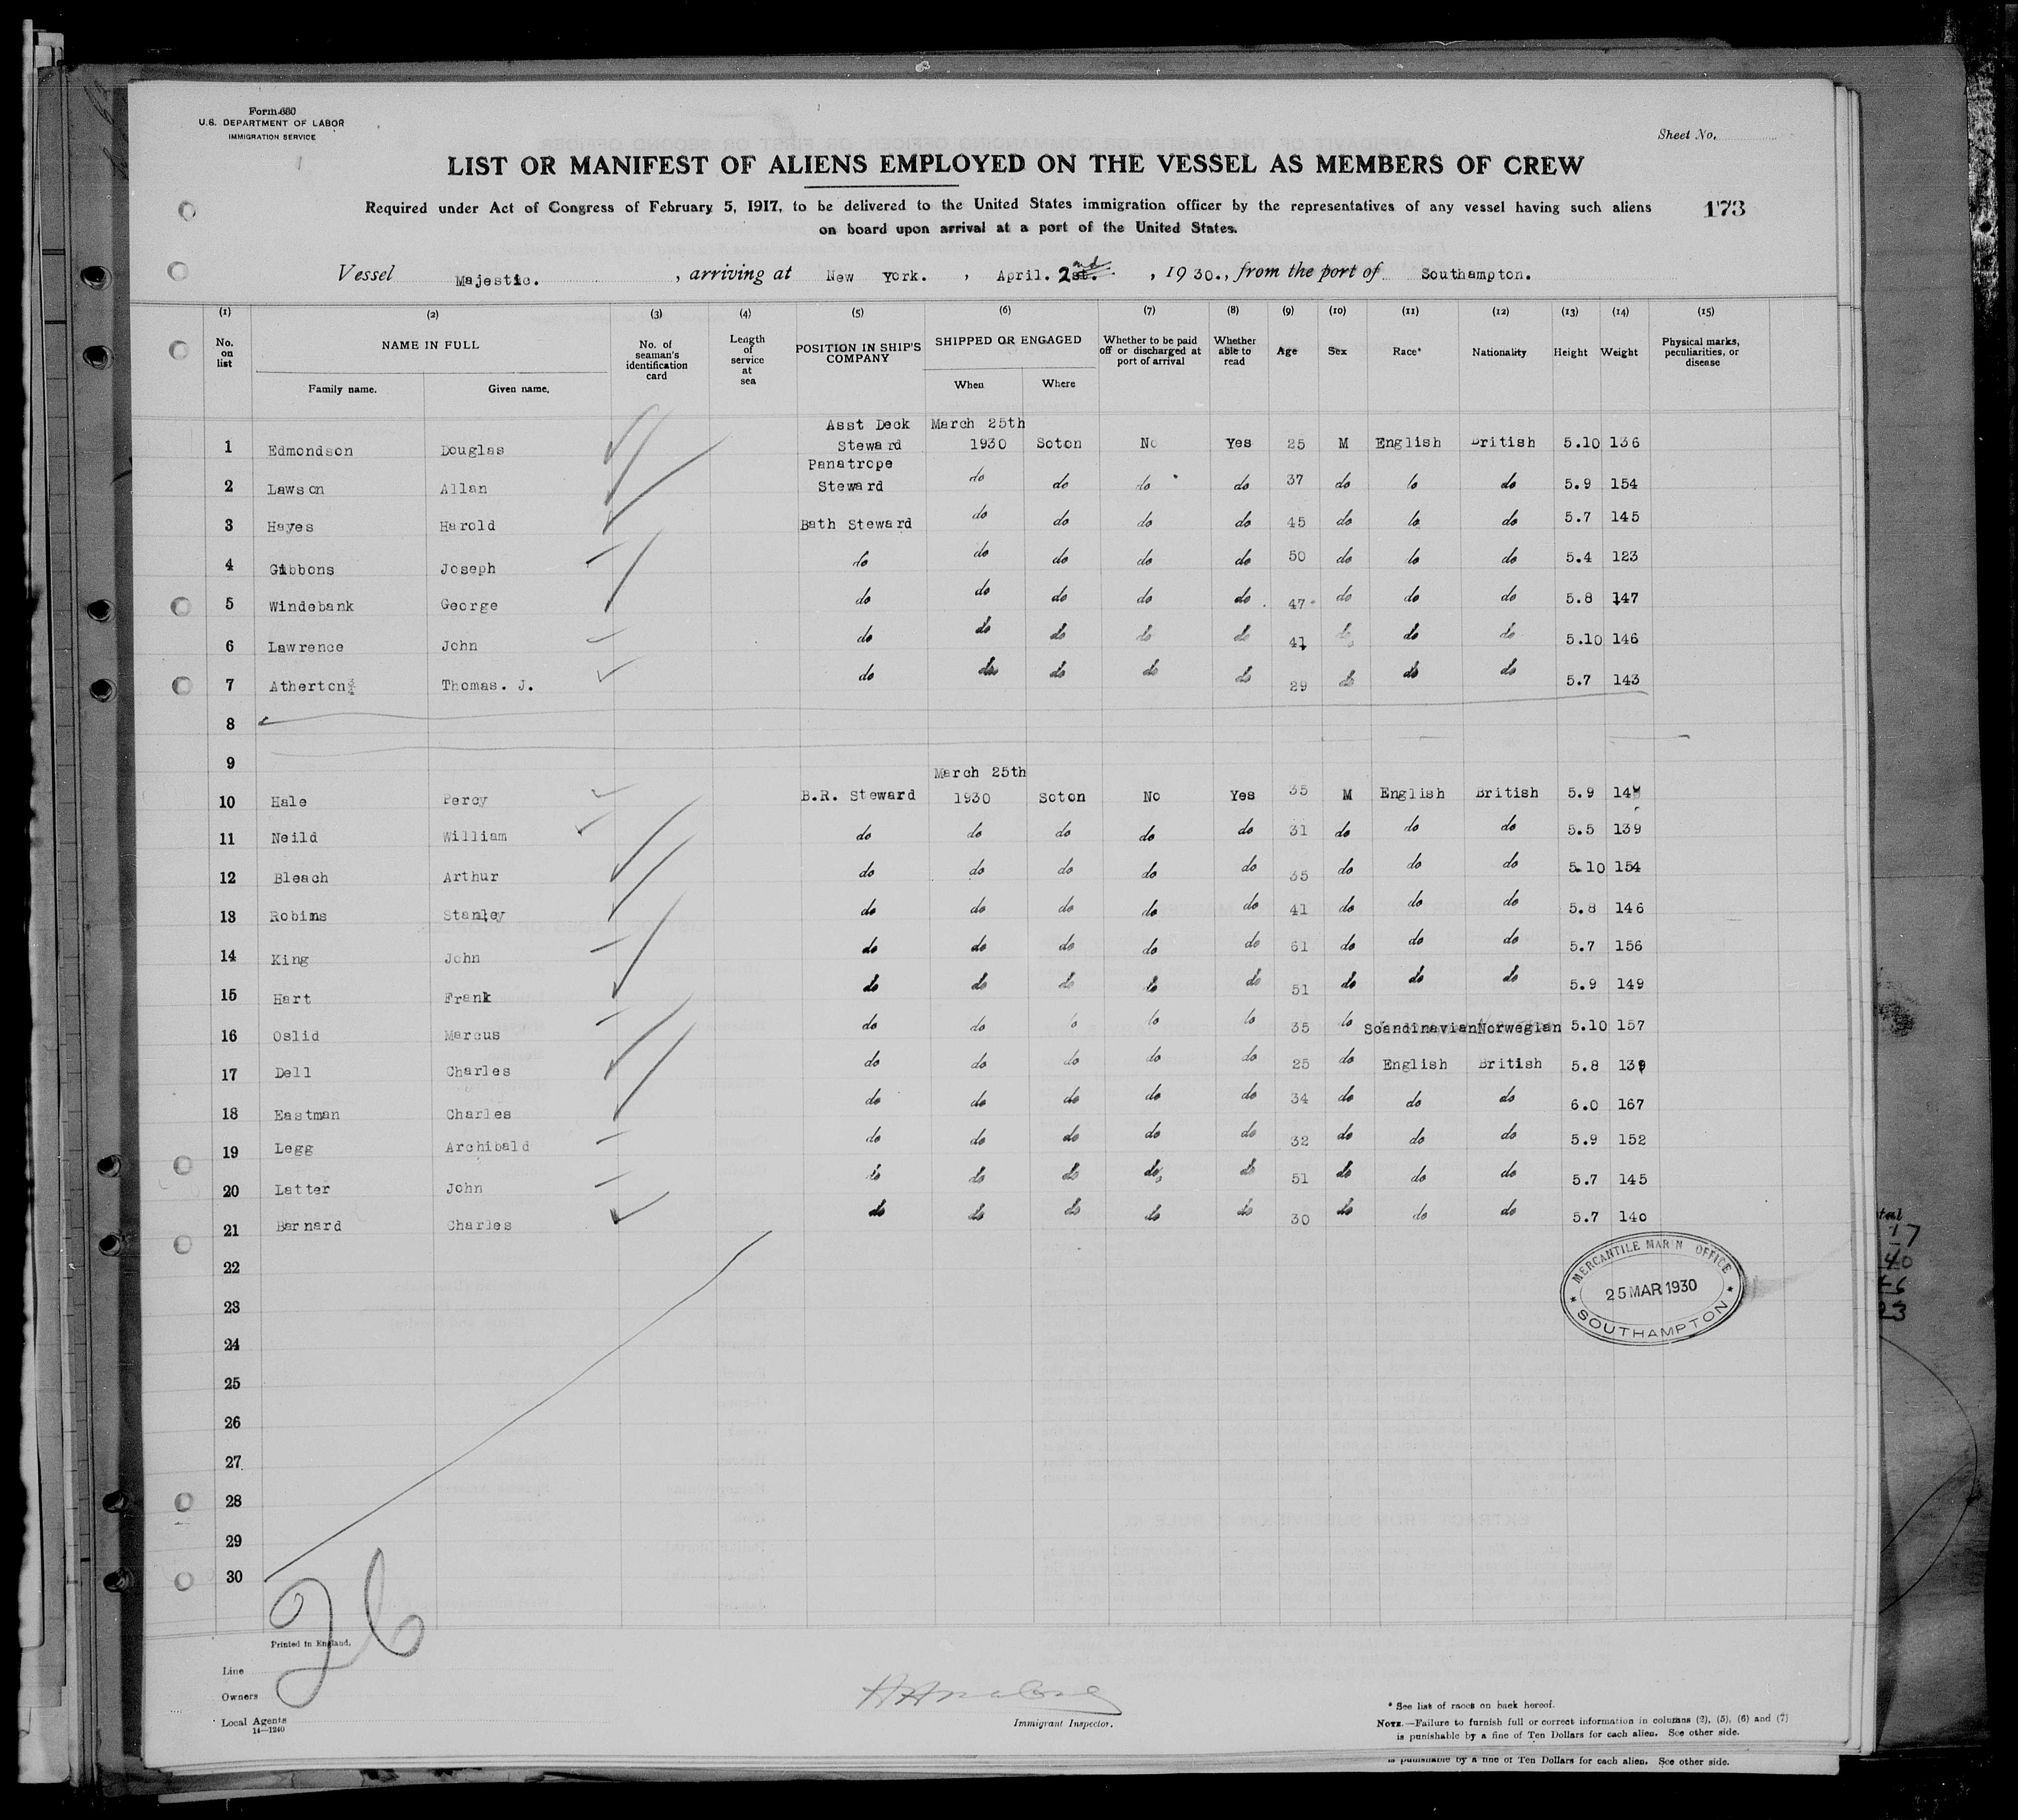 Form 680
U.S. DEPARTMENT OF LABOR
IMMIGRATION SERVICE
Sheet No.
LIST OR MANIFEST OF ALIENS EMPLOYED ON THE VESSEL AS MEMBERS OF CREW
Required under Act of Congress of February 5, 1917, to be delivered to the United States immigration officer by the representatives of any vessel having such aliens
on board upon arrival at a port of the United States.
173
Vessel Majestic. , arriving at New York. , April. 2nd , 1930., from the port of Southampton.
(1) (2) (3) (4) (5) (6) (7) (8) (9) (10) (11) (12) (13) (14) (15)
No. on list NAME IN FULL Family name. Given name. No. of seaman's identification card Length of service at sea POSITION IN SHIP'S COMPANY SHIPPED OR ENGAGED When Where Whether to be paid off or discharged at port of arrival Whether able to read Age Sex Race* Nationality Height Weight Physical marks, peculiarities, or disease
1 Edmondson Douglas Asst Deck Steward March 25th 1930 Soton No Yes 25 M English British 5.10 136
2 Lawson Allan Panatrope Steward do do do do 37 do do do 5.9 154
3 Hayes Harold Bath Steward do do do do 45 do do do 5.7 145
4 Gibbons Joseph do do do do do 50 do do do 5.4 123
5 Windebank George do do do do do 47 do do do 5.8 147
6 Lawrence John do do do do do 41 do do do 5.10 146
7 Atherton Thomas. J. do do do do do 29 do do do 5.7 143
8
9
10 Hale Percy B.R. Steward March 25th 1930 Soton No Yes 35 M English British 5.9
11 Neild William do do do do do 31 do do do 5.5 139
12 Bleach Arthur do do do do do 35 do do do 5.10 154
13 Robins Stanley do do do do do 41 do do do 5.8 146
14 King John do do do do do 61 do do do 5.7 156
15 Hart Frank do do do do do 51 do do do 5.9 149
16 Oslid Marcus do do do do do 35 do Scandinavian Norwegian 5.10 157
17 Dell Charles do do do do do 25 do English British 5.8 139
18 Eastman Charles do do do do do 34 do do do 6.0 167
19 Legg Archibald do do do do do 32 do do do 5.9 152
20 Latter John do do do do do 51 do do do 5.7 145
21 Barnard Charles do do do do do 30 do do do 5.7 140
22
23
24
25
26
27
28
29
30
MERCANTILE MARIN OFFICE
25 MAR 1930
SOUTHAMPTON
26
Printed in England.
Line
Owners
Local Agents
14—1240
Immigrant Inspector.
* See list of races on back hereof.
NOTE.—Failure to furnish full or correct information in columns (2), (5), (6) and (7)
is punishable by a fine of Ten Dollars for each alien. See other side.
is punishable by a fine of Ten Dollars for each alien. See other side.